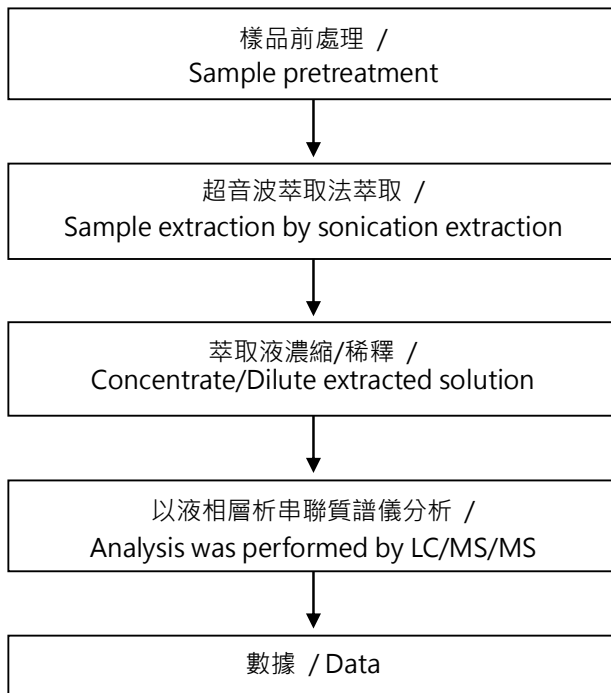 樣品前處理 /
Sample pretreatment
超音波萃取法萃取 /
Sample extraction by sonication extraction
萃取液濃縮/稀釋 /
Concentrate/Dilute extracted solution
以液相層析串聯質譜儀分析 /
Analysis was performed by LC/MS/MS
數據 / Data